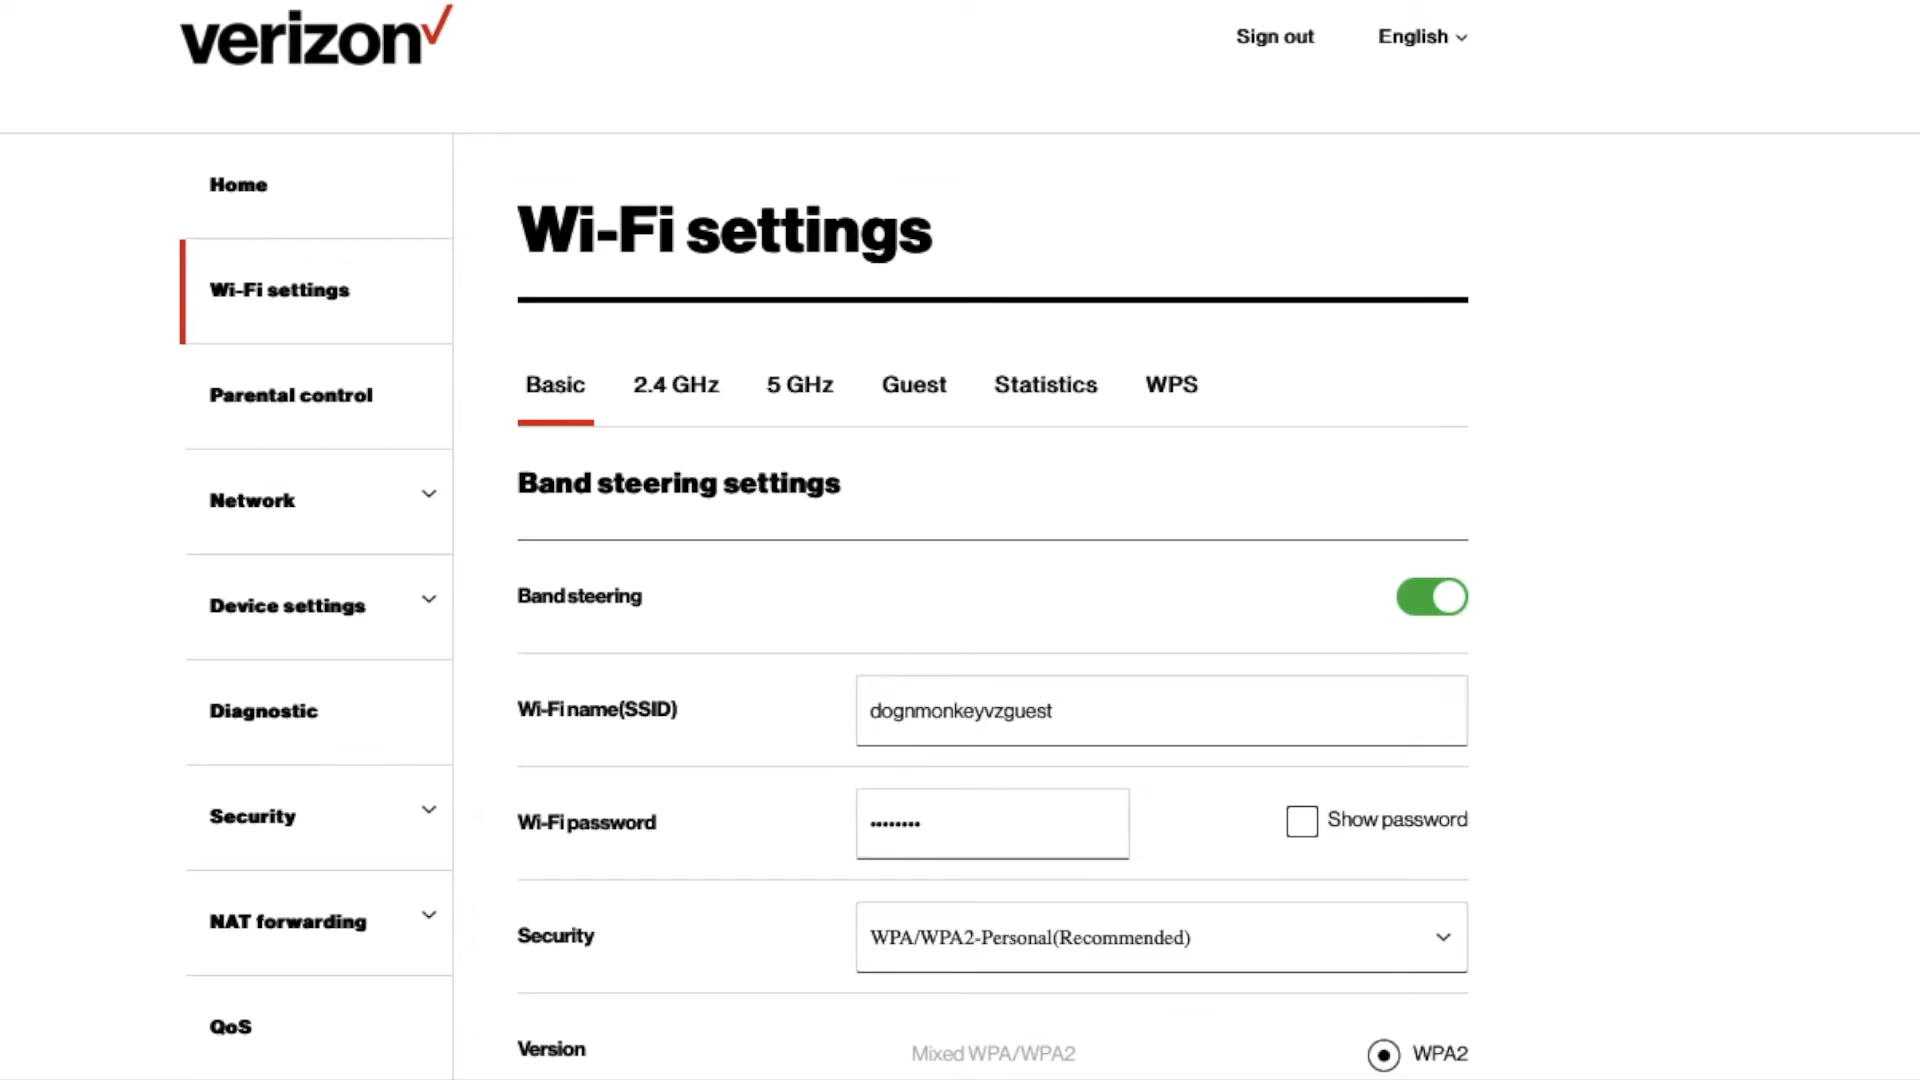 verizon
Sign out
English
Home
Wi-Fi settings
Parental control
Network
Device settings
Diagnostic
Security
NAT forwarding
QoS
Wi-Fi settings
Basic 2.4 GHz 5 GHz Guest Statistics WPS
Band steering settings
Band steering
Wi-Fi name(SSID) dognmonkeyvzguest
Wi-Fi password •••••••• Show password
Security WPA/WPA2-Personal(Recommended)
Version Mixed WPA/WPA2 WPA2